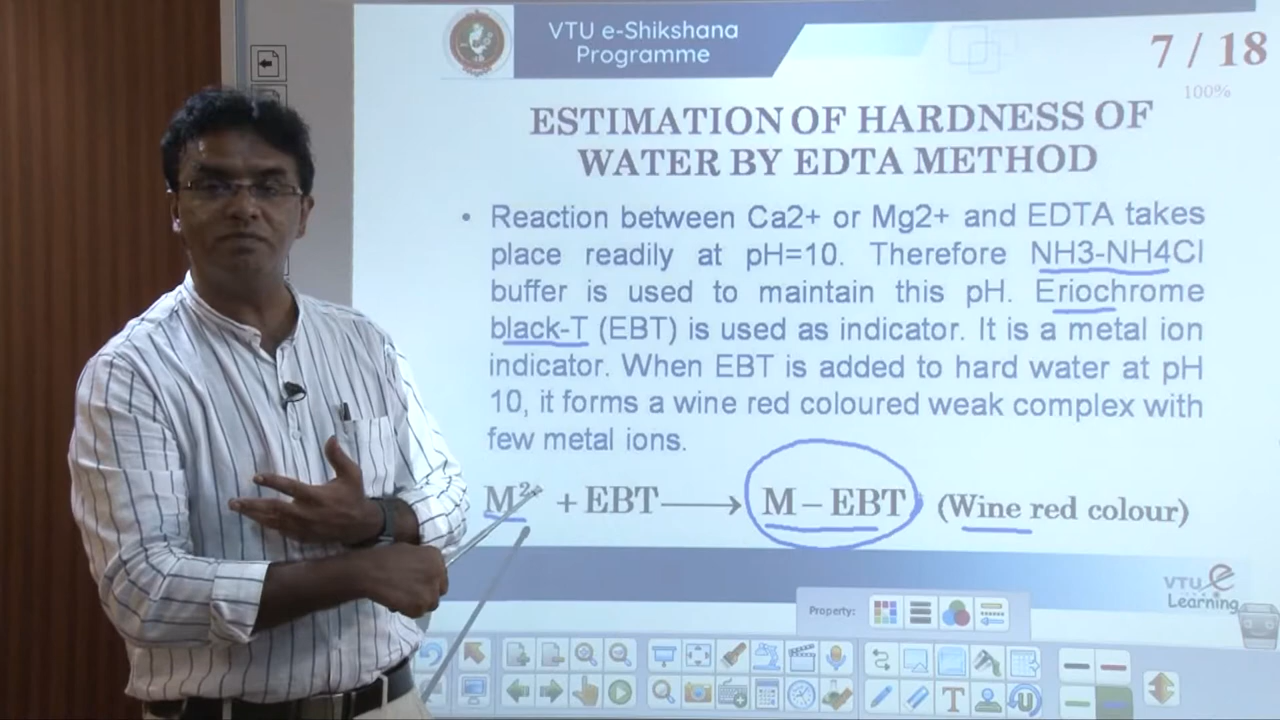 VTU e-Shikshana
Programme
7 / 18
100%
ESTIMATION OF HARDNESS OF
WATER BY EDTA METHOD
• Reaction between Ca2+ or Mg2+ and EDTA takes
place readily at pH=10. Therefore NH3-NH4Cl
buffer is used to maintain this pH. Eriochrome
black-T (EBT) is used as indicator. It is a metal ion
indicator. When EBT is added to hard water at pH
10, it forms a wine red coloured weak complex with
few metal ions.
M²⁺ + EBT ⟶ M – EBT (Wine red colour)
VTU e
Learning
Property: